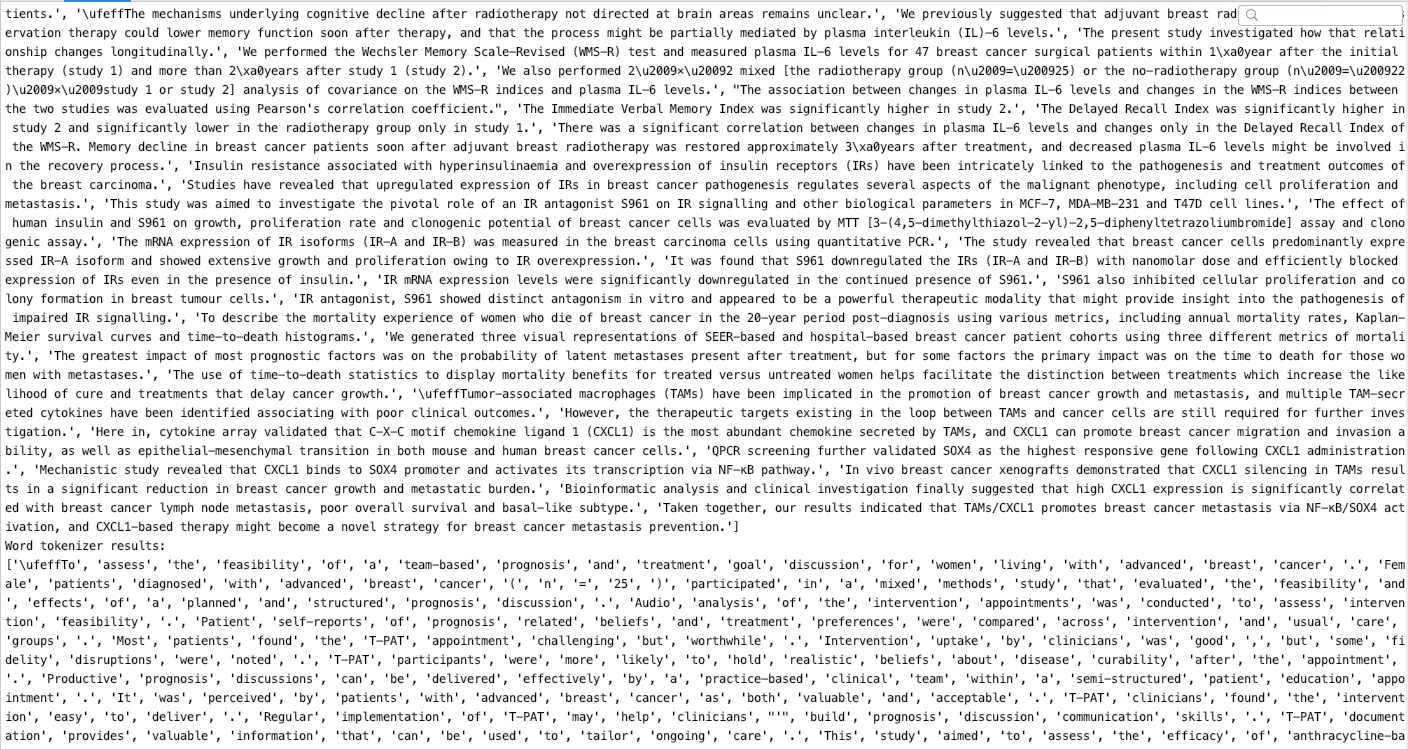 tients.', '\ufeffThe mechanisms underlying cognitive decline after radiotherapy not directed at brain areas remains unclear.', 'We previously suggested that adjuvant breast rad
ervation therapy could lower memory function soon after therapy, and that the process might be partially mediated by plasma interleukin (IL)-6 levels.', 'The present study investigated how that relati
onship changes longitudinally.', 'We performed the Wechsler Memory Scale-Revised (WMS-R) test and measured plasma IL-6 levels for 47 breast cancer surgical patients within 1\xa0year after the initial
therapy (study 1) and more than 2\xa0years after study 1 (study 2).', 'We also performed 2\u2009×\u20092 mixed [the radiotherapy group (n\u2009=\u200925) or the no-radiotherapy group (n\u2009=\u200922
)\u2009×\u2009study 1 or study 2] analysis of covariance on the WMS-R indices and plasma IL-6 levels.', "The association between changes in plasma IL-6 levels and changes in the WMS-R indices between
the two studies was evaluated using Pearson's correlation coefficient.", 'The Immediate Verbal Memory Index was significantly higher in study 2.', 'The Delayed Recall Index was significantly higher in
study 2 and significantly lower in the radiotherapy group only in study 1.', 'There was a significant correlation between changes in plasma IL-6 levels and changes only in the Delayed Recall Index of
the WMS-R. Memory decline in breast cancer patients soon after adjuvant breast radiotherapy was restored approximately 3\xa0years after treatment, and decreased plasma IL-6 levels might be involved i
n the recovery process.', 'Insulin resistance associated with hyperinsulinaemia and overexpression of insulin receptors (IRs) have been intricately linked to the pathogenesis and treatment outcomes of
the breast carcinoma.', 'Studies have revealed that upregulated expression of IRs in breast cancer pathogenesis regulates several aspects of the malignant phenotype, including cell proliferation and
metastasis.', 'This study was aimed to investigate the pivotal role of an IR antagonist S961 on IR signalling and other biological parameters in MCF-7, MDA-MB-231 and T47D cell lines.', 'The effect of
human insulin and S961 on growth, proliferation rate and clonogenic potential of breast cancer cells was evaluated by MTT [3-(4,5-dimethylthiazol-2-yl)-2,5-diphenyltetrazoliumbromide] assay and clono
genic assay.', 'The mRNA expression of IR isoforms (IR-A and IR-B) was measured in the breast carcinoma cells using quantitative PCR.', 'The study revealed that breast cancer cells predominantly expre
ssed IR-A isoform and showed extensive growth and proliferation owing to IR overexpression.', 'It was found that S961 downregulated the IRs (IR-A and IR-B) with nanomolar dose and efficiently blocked
expression of IRs even in the presence of insulin.', 'IR mRNA expression levels were significantly downregulated in the continued presence of S961.', 'S961 also inhibited cellular proliferation and co
lony formation in breast tumour cells.', 'IR antagonist, S961 showed distinct antagonism in vitro and appeared to be a powerful therapeutic modality that might provide insight into the pathogenesis of
impaired IR signalling.', 'To describe the mortality experience of women who die of breast cancer in the 20-year period post-diagnosis using various metrics, including annual mortality rates, Kaplan-
Meier survival curves and time-to-death histograms.', 'We generated three visual representations of SEER-based and hospital-based breast cancer patient cohorts using three different metrics of mortali
ty.', 'The greatest impact of most prognostic factors was on the probability of latent metastases present after treatment, but for some factors the primary impact was on the time to death for those wo
men with metastases.', 'The use of time-to-death statistics to display mortality benefits for treated versus untreated women helps facilitate the distinction between treatments which increase the like
lihood of cure and treatments that delay cancer growth.', '\ufeffTumor-associated macrophages (TAMs) have been implicated in the promotion of breast cancer growth and metastasis, and multiple TAM-secr
eted cytokines have been identified associating with poor clinical outcomes.', 'However, the therapeutic targets existing in the loop between TAMs and cancer cells are still required for further inves
tigation.', 'Here in, cytokine array validated that C-X-C motif chemokine ligand 1 (CXCL1) is the most abundant chemokine secreted by TAMs, and CXCL1 can promote breast cancer migration and invasion a
bility, as well as epithelial-mesenchymal transition in both mouse and human breast cancer cells.', 'QPCR screening further validated SOX4 as the highest responsive gene following CXCL1 administration
.', 'Mechanistic study revealed that CXCL1 binds to SOX4 promoter and activates its transcription via NF-κB pathway.', 'In vivo breast cancer xenografts demonstrated that CXCL1 silencing in TAMs resul
ts in a significant reduction in breast cancer growth and metastatic burden.', 'Bioinformatic analysis and clinical investigation finally suggested that high CXCL1 expression is significantly correlat
ed with breast cancer lymph node metastasis, poor overall survival and basal-like subtype.', 'Taken together, our results indicated that TAMs/CXCL1 promotes breast cancer metastasis via NF-κB/SOX4 act
ivation, and CXCL1-based therapy might become a novel strategy for breast cancer metastasis prevention.']
Word tokenizer results:
['\ufeffTo', 'assess', 'the', 'feasibility', 'of', 'a', 'team-based', 'prognosis', 'and', 'treatment', 'goal', 'discussion', 'for', 'women', 'living', 'with', 'advanced', 'breast', 'cancer', '.', 'Fem
ale', 'patients', 'diagnosed', 'with', 'advanced', 'breast', 'cancer', '(', 'n', '=', '25', ')', 'participated', 'in', 'a', 'mixed', 'methods', 'study', 'that', 'evaluated', 'the', 'feasibility', 'and
', 'effects', 'of', 'a', 'planned', 'and', 'structured', 'prognosis', 'discussion', '.', 'Audio', 'analysis', 'of', 'the', 'intervention', 'appointments', 'was', 'conducted', 'to', 'assess', 'interven
tion', 'feasibility', '.', 'Patient', 'self-reports', 'of', 'prognosis', 'related', 'beliefs', 'and', 'treatment', 'preferences', 'were', 'compared', 'across', 'intervention', 'and', 'usual', 'care',
'groups', '.', 'Most', 'patients', 'found', 'the', 'T-PAT', 'appointment', 'challenging', 'but', 'worthwhile', '.', 'Intervention', 'uptake', 'by', 'clinicians', 'was', 'good', ',', 'but', 'some', 'fi
delity', 'disruptions', 'were', 'noted', '.', 'T-PAT', 'participants', 'were', 'more', 'likely', 'to', 'hold', 'realistic', 'beliefs', 'about', 'disease', 'curability', 'after', 'the', 'appointment',
'.', 'Productive', 'prognosis', 'discussions', 'can', 'be', 'delivered', 'effectively', 'by', 'a', 'practice-based', 'clinical', 'team', 'within', 'a', 'semi-structured', 'patient', 'education', 'appo
intment', '.', 'It', 'was', 'perceived', 'by', 'patients', 'with', 'advanced', 'breast', 'cancer', 'as', 'both', 'valuable', 'and', 'acceptable', '.', 'T-PAT', 'clinicians', 'found', 'the', 'intervent
ion', 'easy', 'to', 'deliver', '.', 'Regular', 'implementation', 'of', 'T-PAT', 'may', 'help', 'clinicians', "'", 'build', 'prognosis', 'discussion', 'communication', 'skills', '.', 'T-PAT', 'document
ation', 'provides', 'valuable', 'information', 'that', 'can', 'be', 'used', 'to', 'tailor', 'ongoing', 'care', '.', 'This', 'study', 'aimed', 'to', 'assess', 'the', 'efficacy', 'of', 'anthracycline-ba